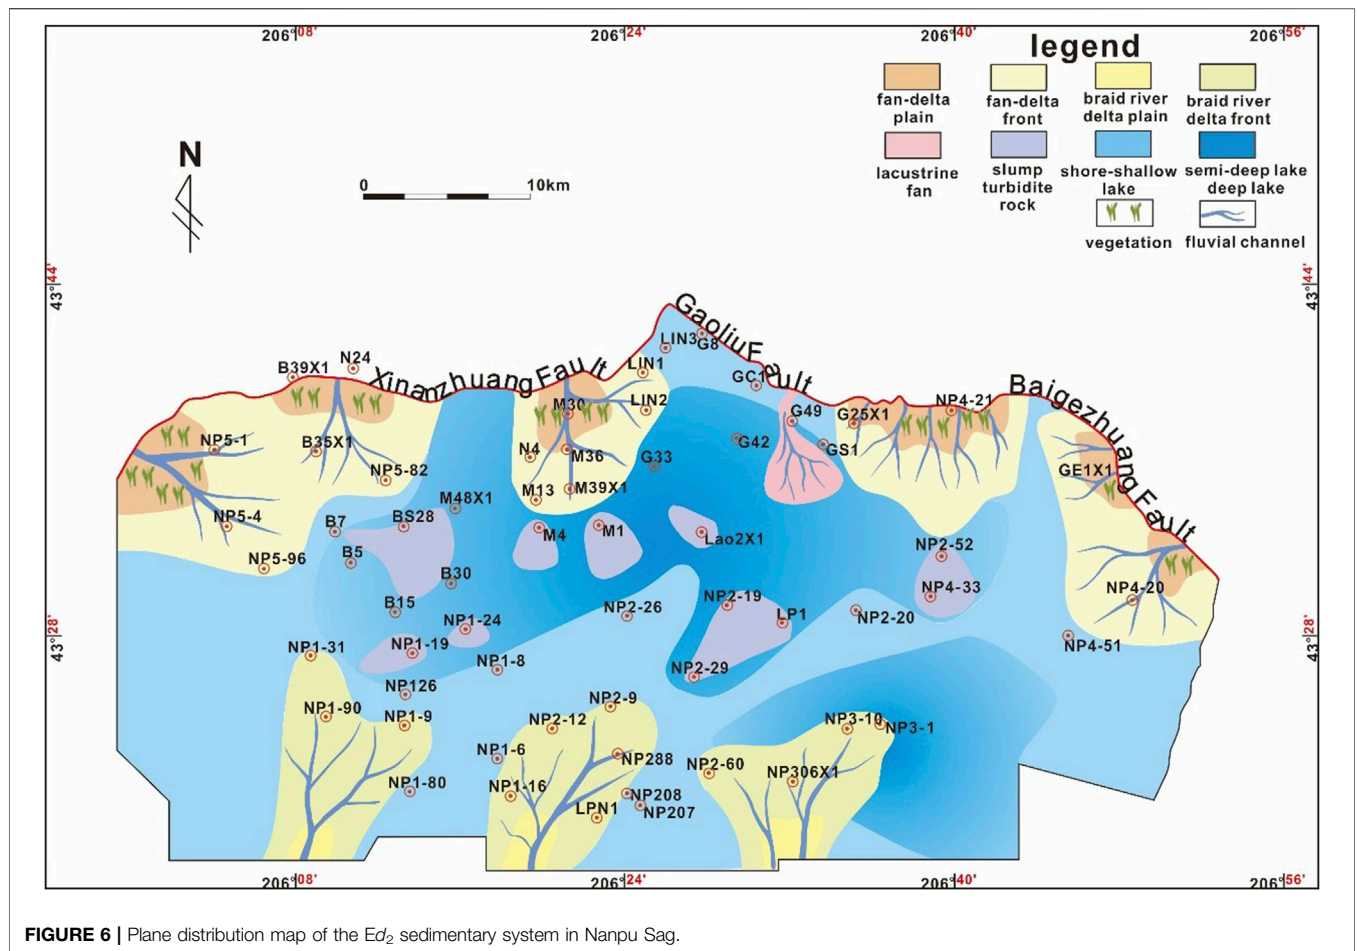 206°08' 206°24' 206°40' 206°56'
legend
fan-delta
plain
fan-delta
front
braid river
delta plain
braid river
delta front
lacustrine
fan
slump
turbidite
rock
shore-shallow
lake
semi-deep lake
deep lake
vegetation
fluvial channel
N
0 10km
43°44' 43°44'
Gaoliu Fault
LIN3 G8
N24
B39X1
Xinanzhuang Fault
LIN1
GC1
Baigezhuang Fault
M30
LIN2
G49
G25X1
NP4-21
NP5-1
B35X1
N4
M36
G33
G42
GS1
NP5-82
GE1X1
M13
M39X1
M48X1
NP5-4
B7
BS28
M4
M1
Lao2X1
NP2-52
NP5-96
B5
B30
NP4-33
NP4-20
B15
NP2-26
NP2-19
LP1
NP2-20
NP1-24
43°28' 43°28'
NP1-31
NP1-19
NP1-8
NP2-29
NP4-51
NP126
NP1-90
NP1-9
NP2-12
NP2-9
NP3-10
NP3-1
NP1-6
NP288
NP2-60
NP306X1
NP1-80
NP1-16
NP208
LPN1
NP207
206°08' 206°24' 206°40' 206°56'
FIGURE 6 | Plane distribution map of the Ed2 sedimentary system in Nanpu Sag.